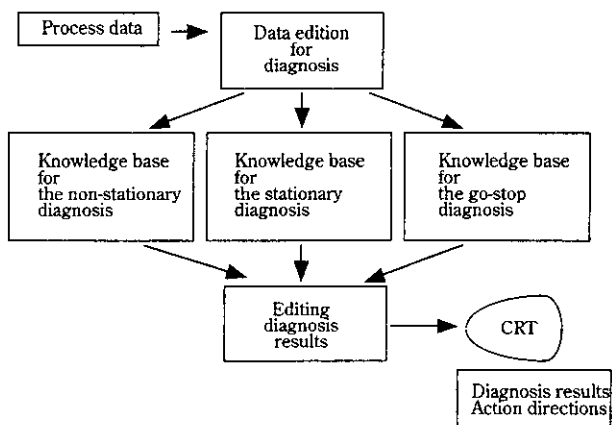 Process data
Data edition
for
diagnosis
Knowledge base
for
the non-stationary
diagnosis
Knowledge base
for
the stationary
diagnosis
Knowledge base
for
the go-stop
diagnosis
Editing
diagnosis
results
CRT
Diagnosis results
Action directions